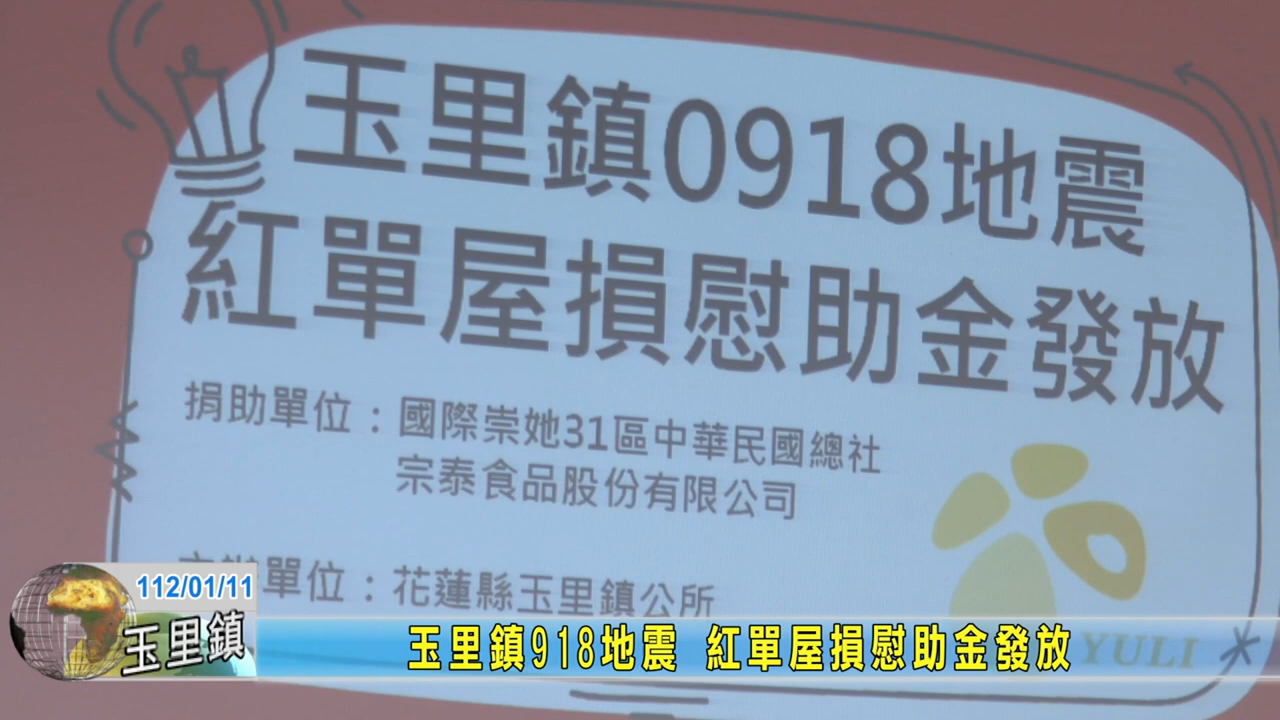 玉里鎮0918地震
紅單屋損慰助金發放
捐助單位：國際崇她31區中華民國總社
宗泰食品股份有限公司
主辦單位：花蓮縣玉里鎮公所
YULI
112/01/11
玉里鎮
玉里鎮918地震 紅單屋損慰助金發放